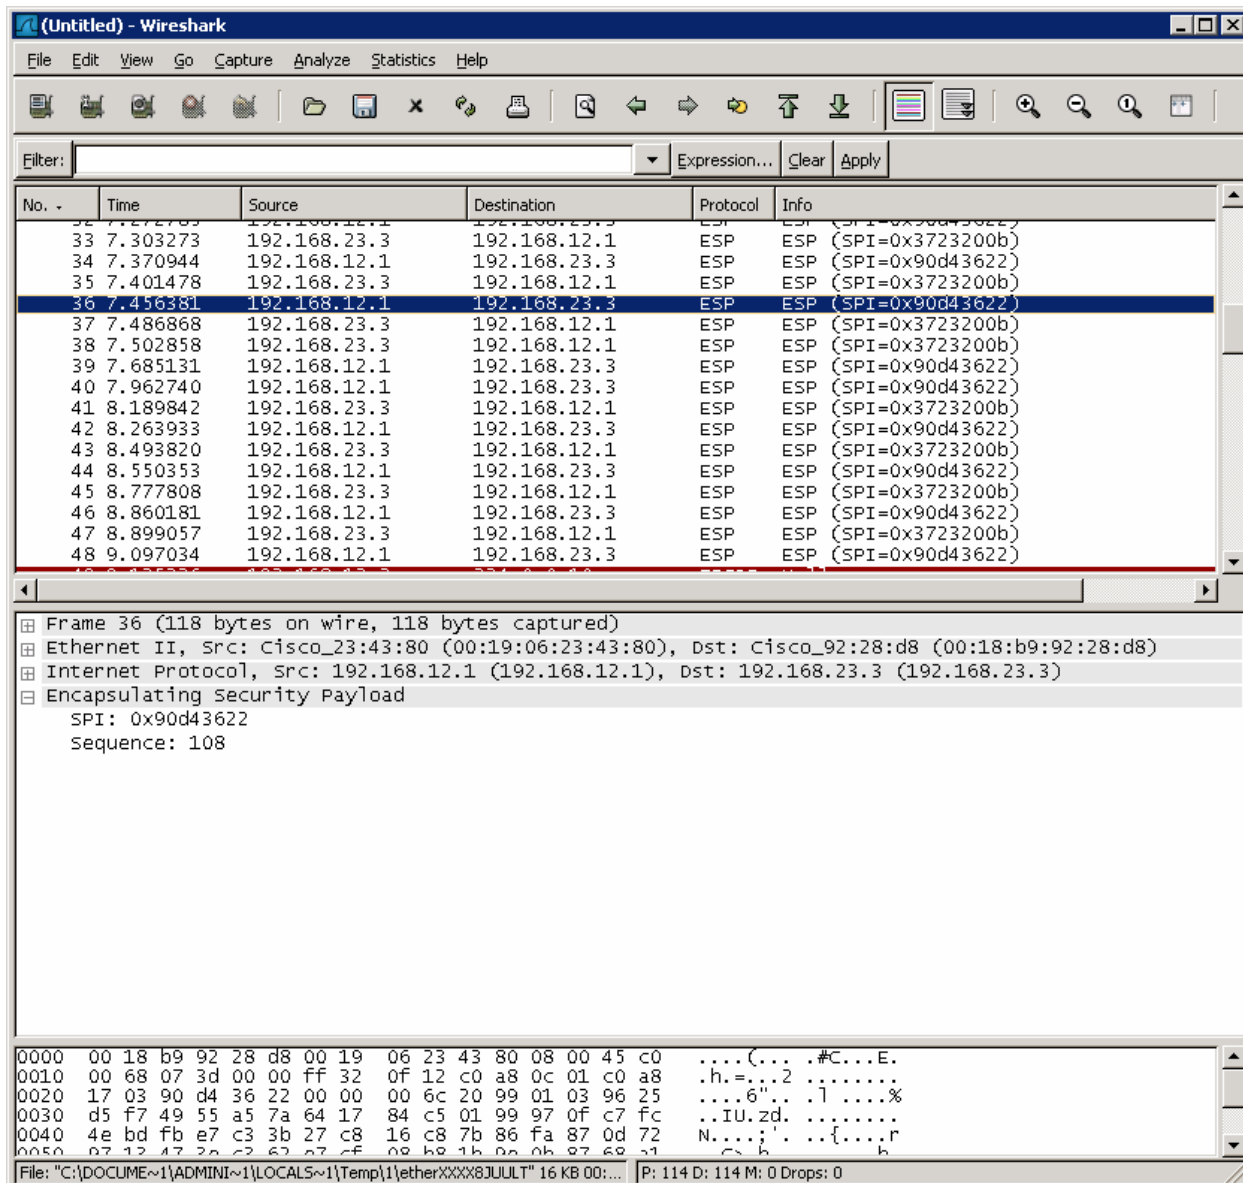 (Untitled) - Wireshark
File Edit View Go Capture Analyze Statistics Help
Filter: Expression... Clear Apply
No. Time Source Destination Protocol Info
33 7.303273 192.168.23.3 192.168.12.1 ESP ESP (SPI=0x3723200b)
34 7.370944 192.168.12.1 192.168.23.3 ESP ESP (SPI=0x90d43622)
35 7.401478 192.168.23.3 192.168.12.1 ESP ESP (SPI=0x3723200b)
36 7.456381 192.168.12.1 192.168.23.3 ESP ESP (SPI=0x90d43622)
37 7.486868 192.168.23.3 192.168.12.1 ESP ESP (SPI=0x3723200b)
38 7.502858 192.168.23.3 192.168.12.1 ESP ESP (SPI=0x3723200b)
39 7.685131 192.168.12.1 192.168.23.3 ESP ESP (SPI=0x90d43622)
40 7.962740 192.168.12.1 192.168.23.3 ESP ESP (SPI=0x90d43622)
41 8.189842 192.168.23.3 192.168.12.1 ESP ESP (SPI=0x3723200b)
42 8.263933 192.168.12.1 192.168.23.3 ESP ESP (SPI=0x90d43622)
43 8.493820 192.168.23.3 192.168.12.1 ESP ESP (SPI=0x3723200b)
44 8.550353 192.168.12.1 192.168.23.3 ESP ESP (SPI=0x90d43622)
45 8.777808 192.168.23.3 192.168.12.1 ESP ESP (SPI=0x3723200b)
46 8.860181 192.168.12.1 192.168.23.3 ESP ESP (SPI=0x90d43622)
47 8.899057 192.168.23.3 192.168.12.1 ESP ESP (SPI=0x3723200b)
48 9.097034 192.168.12.1 192.168.23.3 ESP ESP (SPI=0x90d43622)
Frame 36 (118 bytes on wire, 118 bytes captured)
Ethernet II, Src: Cisco_23:43:80 (00:19:06:23:43:80), Dst: Cisco_92:28:d8 (00:18:b9:92:28:d8)
Internet Protocol, Src: 192.168.12.1 (192.168.12.1), Dst: 192.168.23.3 (192.168.23.3)
Encapsulating Security Payload
SPI: 0x90d43622
Sequence: 108
0000 00 18 b9 92 28 d8 00 19 06 23 43 80 08 00 45 c0 ....(... .#C...E.
0010 00 68 07 3d 00 00 ff 32 0f 12 c0 a8 0c 01 c0 a8 .h.=...2 ........
0020 17 03 90 d4 36 22 00 00 00 6c 20 99 01 03 96 25 ....6".. .l ....%
0030 d5 f7 49 55 a5 7a 64 17 84 c5 01 99 97 0f c7 fc ..IU.zd. ........
0040 4e bd fb e7 c3 3b 27 c8 16 c8 7b 86 fa 87 0d 72 N....;'. ..{....r
File: "C:\DOCUME~1\ADMINI~1\LOCALS~1\Temp\1\etherXXXX8JUULT" 16 KB 00:... P: 114 D: 114 M: 0 Drops: 0